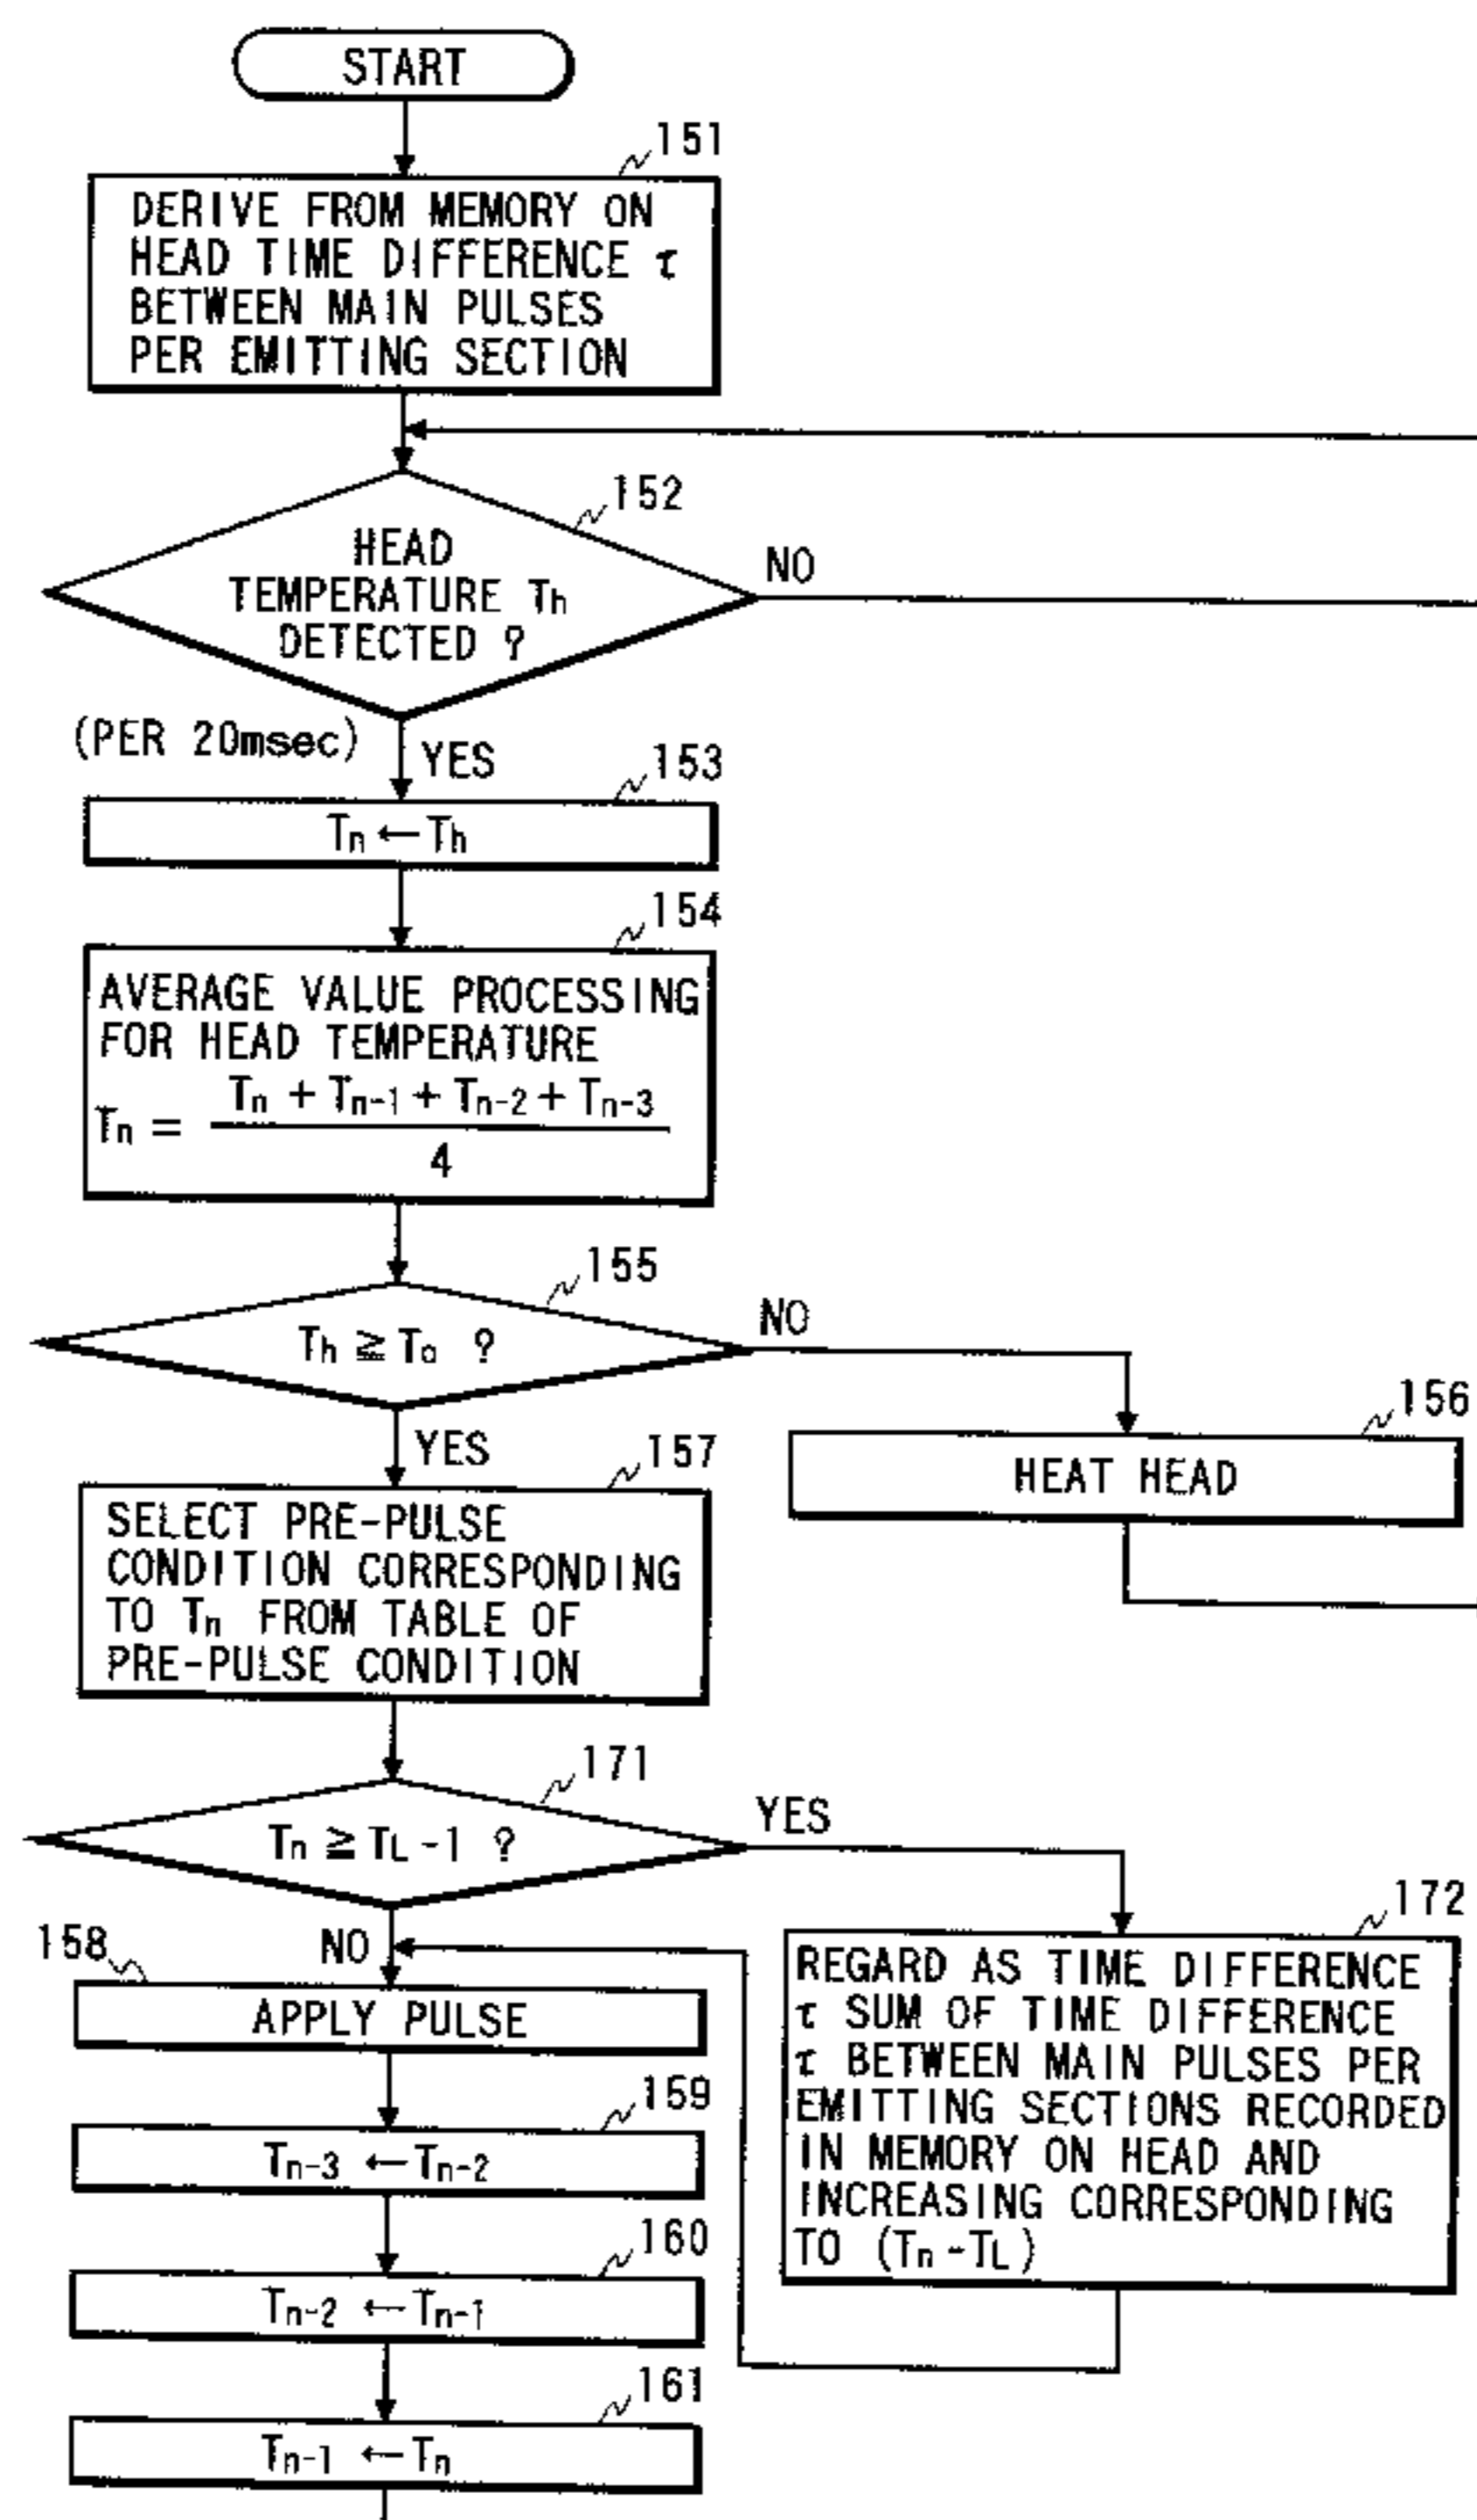 START
151
DERIVE FROM MEMORY ON
HEAD TIME DIFFERENCE τ
BETWEEN MAIN PULSES
PER EMITTING SECTION
152
HEAD
TEMPERATURE Th
DETECTED ?
NO
(PER 20msec)
YES
153
Tn ← Th
154
AVERAGE VALUE PROCESSING
FOR HEAD TEMPERATURE
Tn = (Tn + Tn-1 + Tn-2 + Tn-3) / 4
155
Th ≧ To ?
NO
156
HEAT HEAD
YES
157
SELECT PRE-PULSE
CONDITION CORRESPONDING
TO Tn FROM TABLE OF
PRE-PULSE CONDITION
171
Tn ≧ TL -1 ?
YES
172
REGARD AS TIME DIFFERENCE
τ SUM OF TIME DIFFERENCE
τ BETWEEN MAIN PULSES PER
EMITTING SECTIONS RECORDED
IN MEMORY ON HEAD AND
INCREASING CORRESPONDING
TO (Tn - TL)
NO
158
APPLY PULSE
159
Tn-3 ← Tn-2
160
Tn-2 ← Tn-1
161
Tn-1 ← Tn